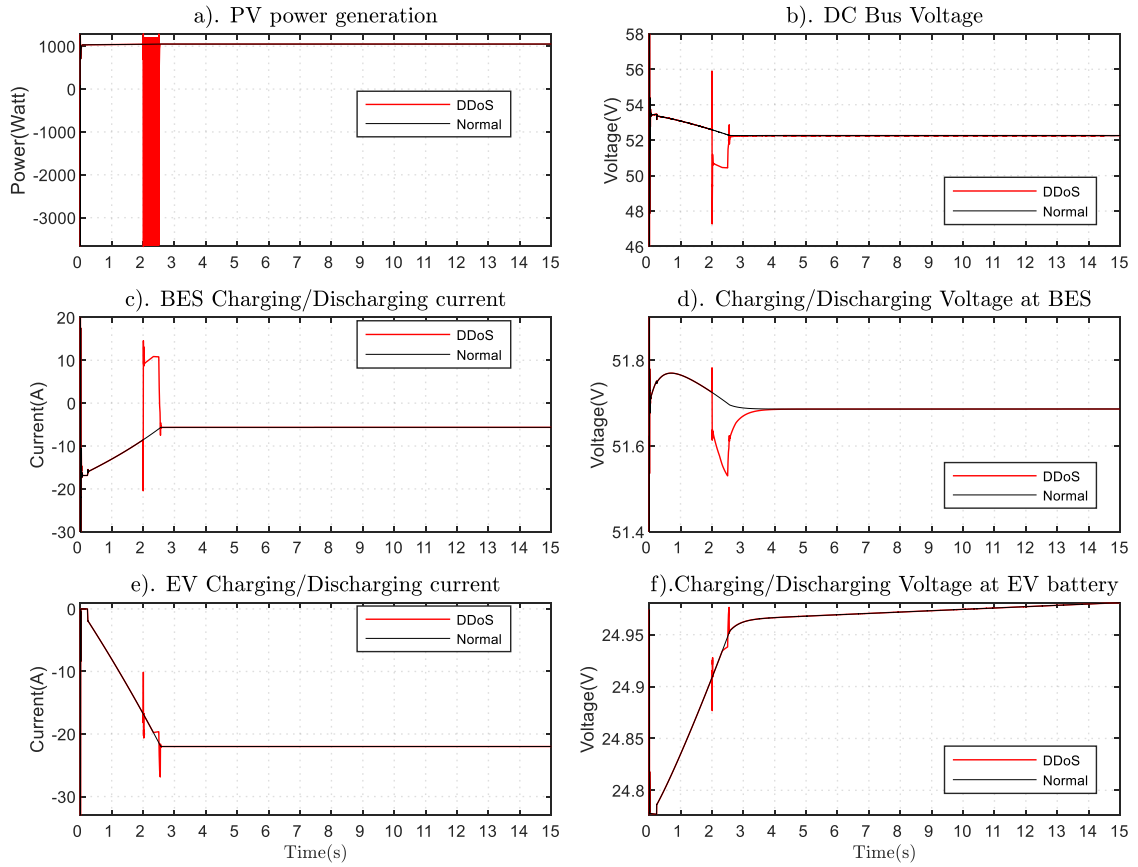 a). PV power generation
1000
0
-1000
-2000
-3000
Power(Watt)
DDoS
Normal
0 1 2 3 4 5 6 7 8 9 10 11 12 13 14 15
b). DC Bus Voltage
58
56
54
52
50
48
46
Voltage(V)
DDoS
Normal
0 1 2 3 4 5 6 7 8 9 10 11 12 13 14 15
c). BES Charging/Discharging current
20
10
0
-10
-20
-30
Current(A)
DDoS
Normal
0 1 2 3 4 5 6 7 8 9 10 11 12 13 14 15
d). Charging/Discharging Voltage at BES
51.8
51.6
51.4
Voltage(V)
DDoS
Normal
0 1 2 3 4 5 6 7 8 9 10 11 12 13 14 15
e). EV Charging/Discharging current
0
-10
-20
-30
Current(A)
DDoS
Normal
0 1 2 3 4 5 6 7 8 9 10 11 12 13 14 15
Time(s)
f).Charging/Discharging Voltage at EV battery
24.95
24.9
24.85
24.8
Voltage(V)
DDoS
Normal
0 1 2 3 4 5 6 7 8 9 10 11 12 13 14 15
Time(s)